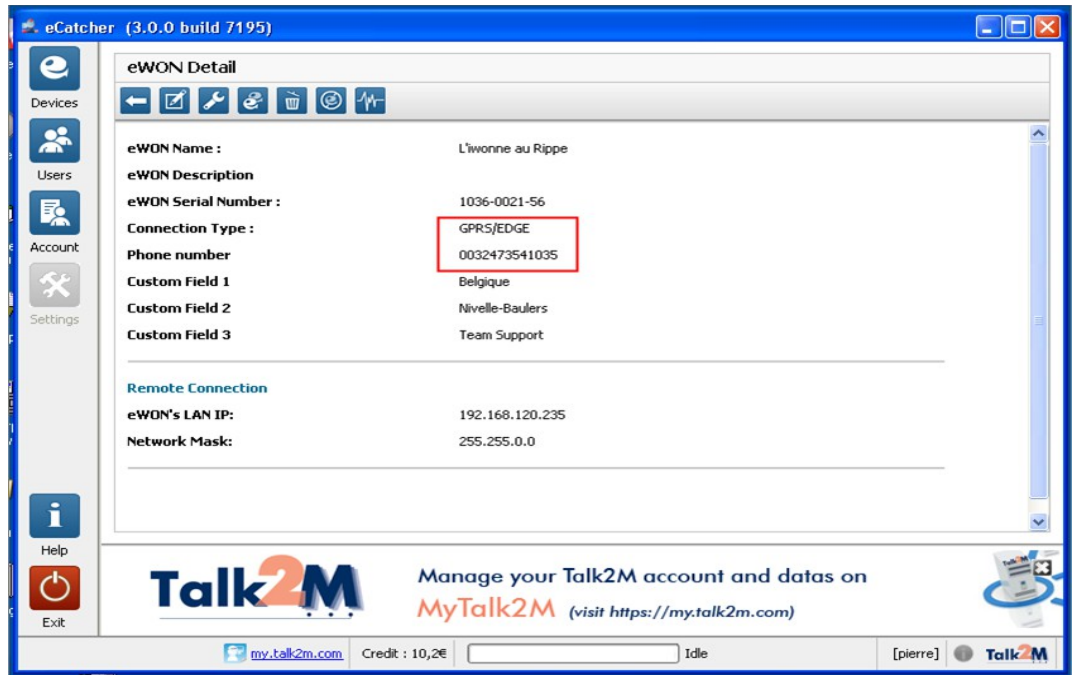 eCatcher (3.0.0 build 7195)
Devices
Users
Account
Settings
Help
Exit
eWON Detail
eWON Name : L'iwonne au Rippe
eWON Description
eWON Serial Number : 1036-0021-56
Connection Type : GPRS/EDGE
Phone number 0032473541035
Custom Field 1 Belgique
Custom Field 2 Nivelle-Baulers
Custom Field 3 Team Support
Remote Connection
eWON's LAN IP: 192.168.120.235
Network Mask: 255.255.0.0
Talk2M
Manage your Talk2M account and datas on
MyTalk2M (visit https://my.talk2m.com)
my.talk2m.com Credit : 10,2€ Idle [pierre] Talk2M